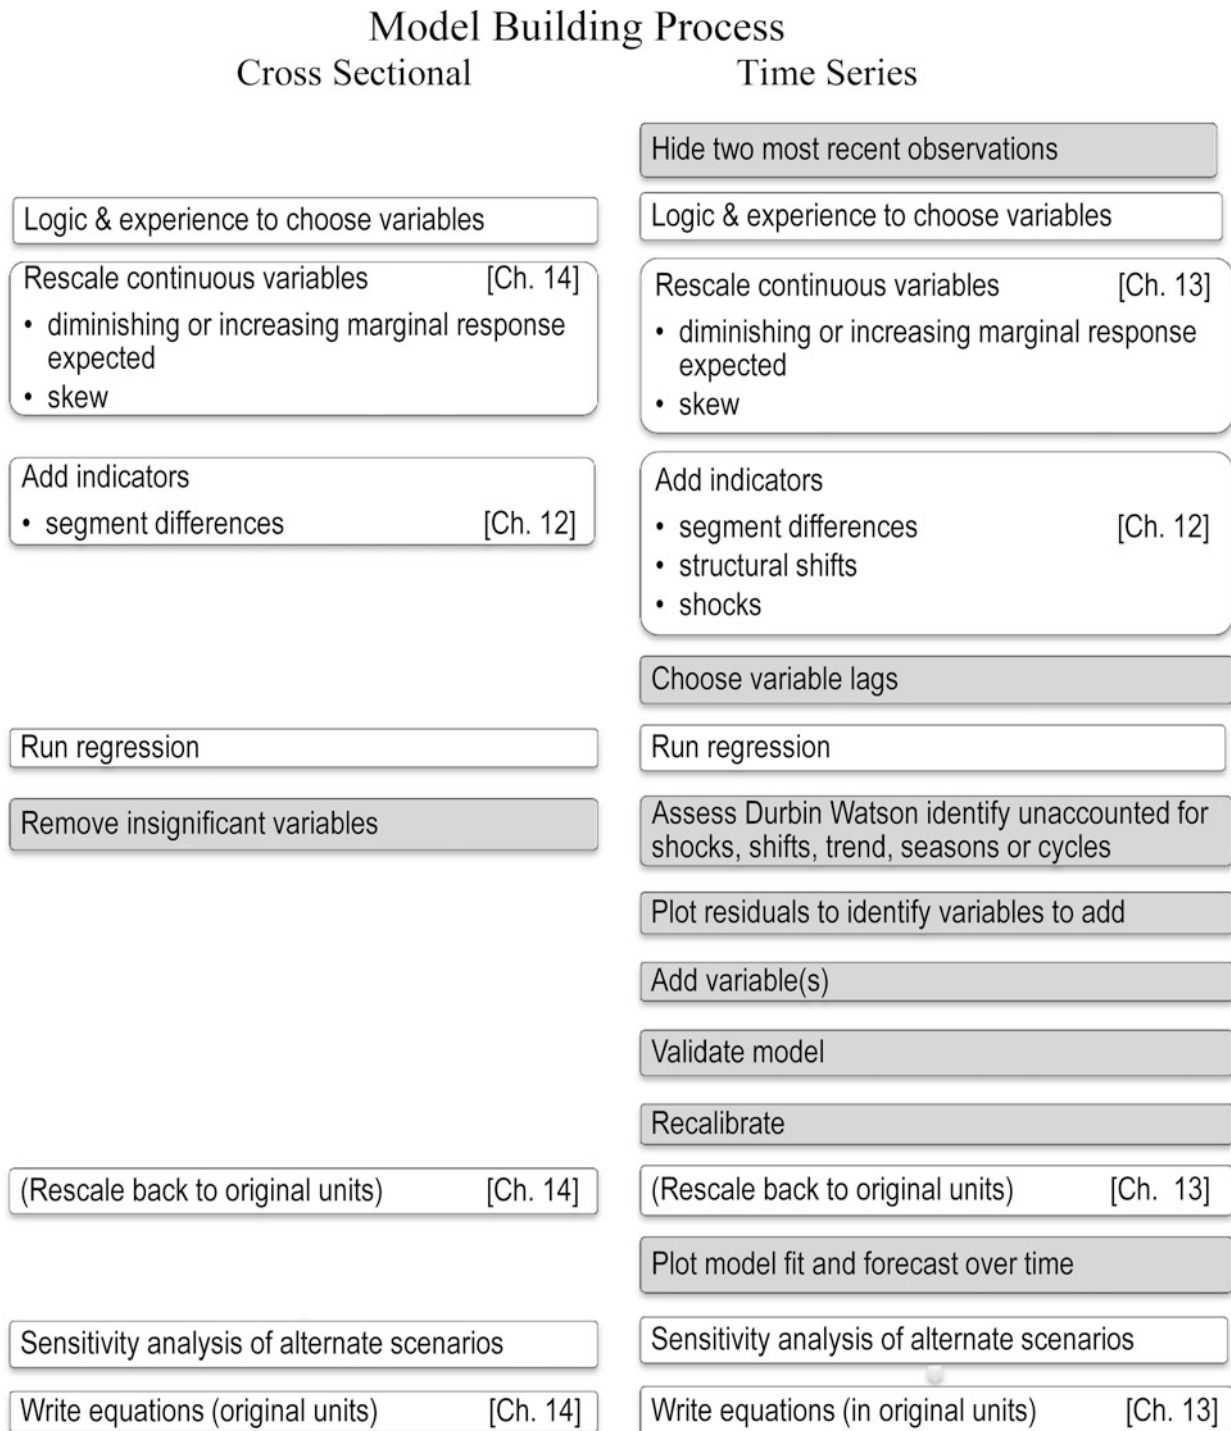 Model Building Process
Cross Sectional
Time Series
Hide two most recent observations
Logic & experience to choose variables
Logic & experience to choose variables
Rescale continuous variables [Ch. 14]
• diminishing or increasing marginal response
expected
• skew
Rescale continuous variables [Ch. 13]
• diminishing or increasing marginal response
expected
• skew
Add indicators
• segment differences [Ch. 12]
Add indicators
• segment differences [Ch. 12]
• structural shifts
• shocks
Choose variable lags
Run regression
Run regression
Remove insignificant variables
Assess Durbin Watson identify unaccounted for
shocks, shifts, trend, seasons or cycles
Plot residuals to identify variables to add
Add variable(s)
Validate model
Recalibrate
(Rescale back to original units) [Ch. 14]
(Rescale back to original units) [Ch. 13]
Plot model fit and forecast over time
Sensitivity analysis of alternate scenarios
Sensitivity analysis of alternate scenarios
Write equations (original units) [Ch. 14]
Write equations (in original units) [Ch. 13]